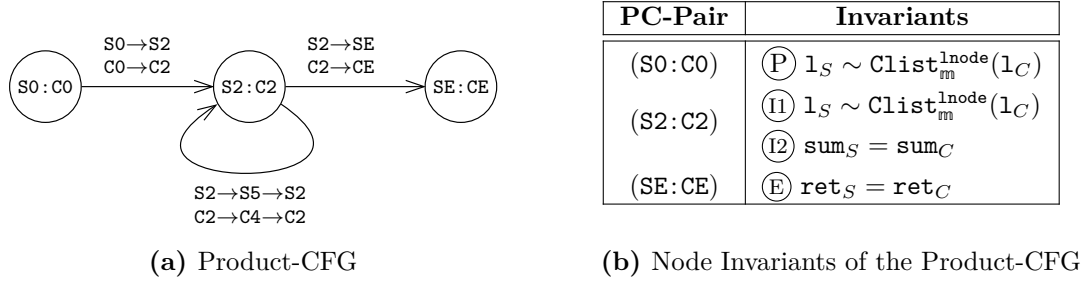 S0→S2
C0→C2
S2→SE
C2→CE
S0:C0
S2:C2
SE:CE
S2→S5→S2
C2→C4→C2
(a) Product-CFG
PC-Pair Invariants
(S0:C0) Ⓟ l_S ∼ Clist_m^lnode(l_C)
(S2:C2) (I1) l_S ∼ Clist_m^lnode(l_C)
(I2) sum_S = sum_C
(SE:CE) Ⓔ ret_S = ret_C
(b) Node Invariants of the Product-CFG